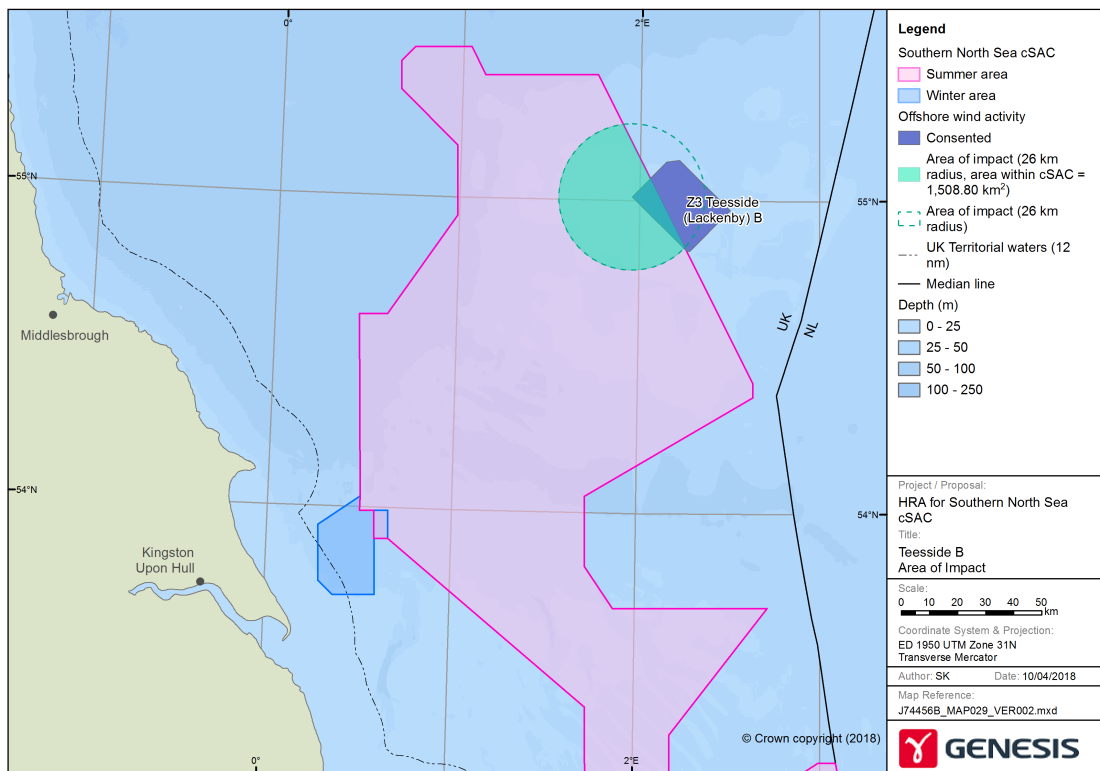 0°
2°E
55°N
55°N
Z3 Teesside
(Lackenby) B
UK
NL
Middlesbrough
54°N
54°N
Kingston
Upon Hull
© Crown copyright (2018)
0°
2°E
Legend
Southern North Sea cSAC
Summer area
Winter area
Offshore wind activity
Consented
Area of impact (26 km
radius, area within cSAC =
1,508.80 km²)
Area of impact (26 km
radius)
UK Territorial waters (12
nm)
Median line
Depth (m)
0 - 25
25 - 50
50 - 100
100 - 250
Project / Proposal:
HRA for Southern North Sea
cSAC
Title:
Teesside B
Area of Impact
Scale:
0 10 20 30 40 50
km
Coordinate System & Projection:
ED 1950 UTM Zone 31N
Transverse Mercator
Author: SK Date: 10/04/2018
Map Reference:
J74456B_MAP029_VER002.mxd
GENESIS